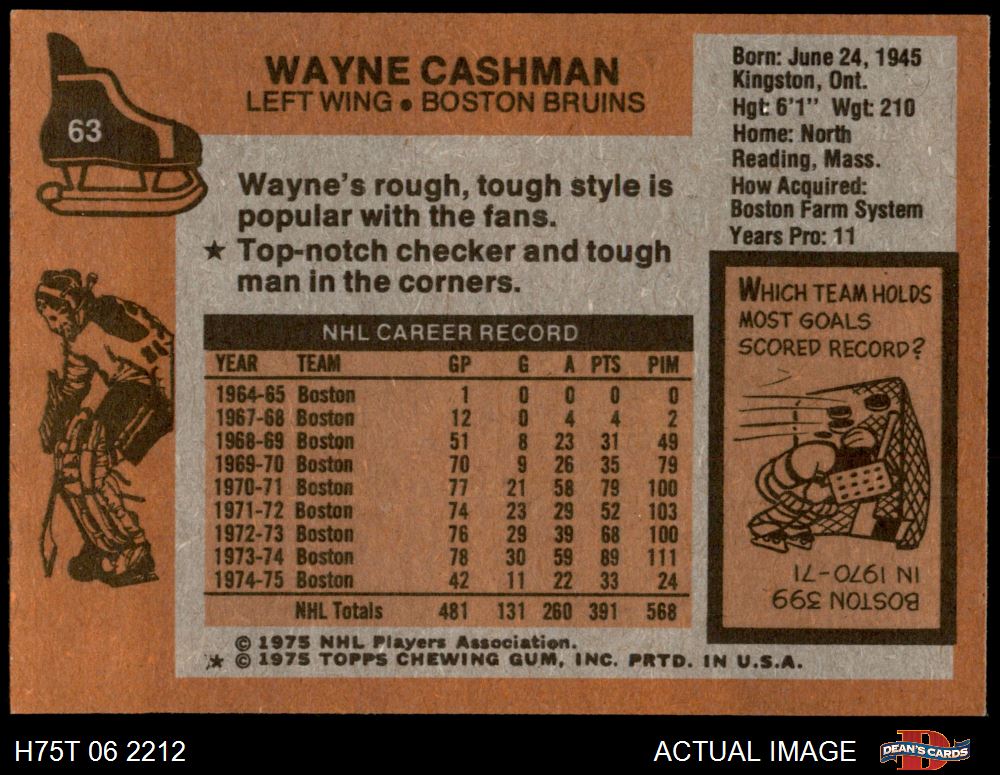 63
WAYNE CASHMAN
LEFT WING • BOSTON BRUINS
Born: June 24, 1945
Kingston, Ont.
Hgt: 6'1" Wgt: 210
Home: North
Reading, Mass.
How Acquired:
Boston Farm System
Years Pro: 11
Wayne's rough, tough style is
popular with the fans.
★ Top-notch checker and tough
man in the corners.
NHL CAREER RECORD
YEAR TEAM GP G A PTS PIM
1964-65 Boston 1 0 0 0 0
1967-68 Boston 12 0 4 4 2
1968-69 Boston 51 8 23 31 49
1969-70 Boston 70 9 26 35 79
1970-71 Boston 77 21 58 79 100
1971-72 Boston 74 23 29 52 103
1972-73 Boston 76 29 39 68 100
1973-74 Boston 78 30 59 89 111
1974-75 Boston 42 11 22 33 24
NHL Totals 481 131 260 391 568
WHICH TEAM HOLDS
MOST GOALS
SCORED RECORD?
BOSTON 399
IN 1970-71
© 1975 NHL Players Association.
★ © 1975 TOPPS CHEWING GUM, INC. PRTD. IN U.S.A.
H75T 06 2212
ACTUAL IMAGE
D
DEAN'S CARDS